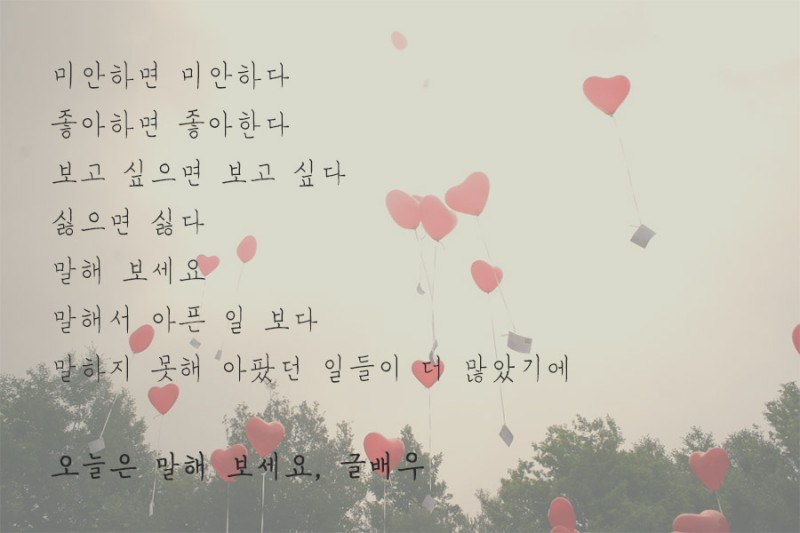 미안하면 미안하다
좋아하면 좋아한다
보고 싶으면 보고 싶다
싫으면 싫다
말해 보세요
말해서 아픈 일 보다
말하지 못해 아팠던 일들이 더 많았기에
오늘은 말해 보세요, 글배우